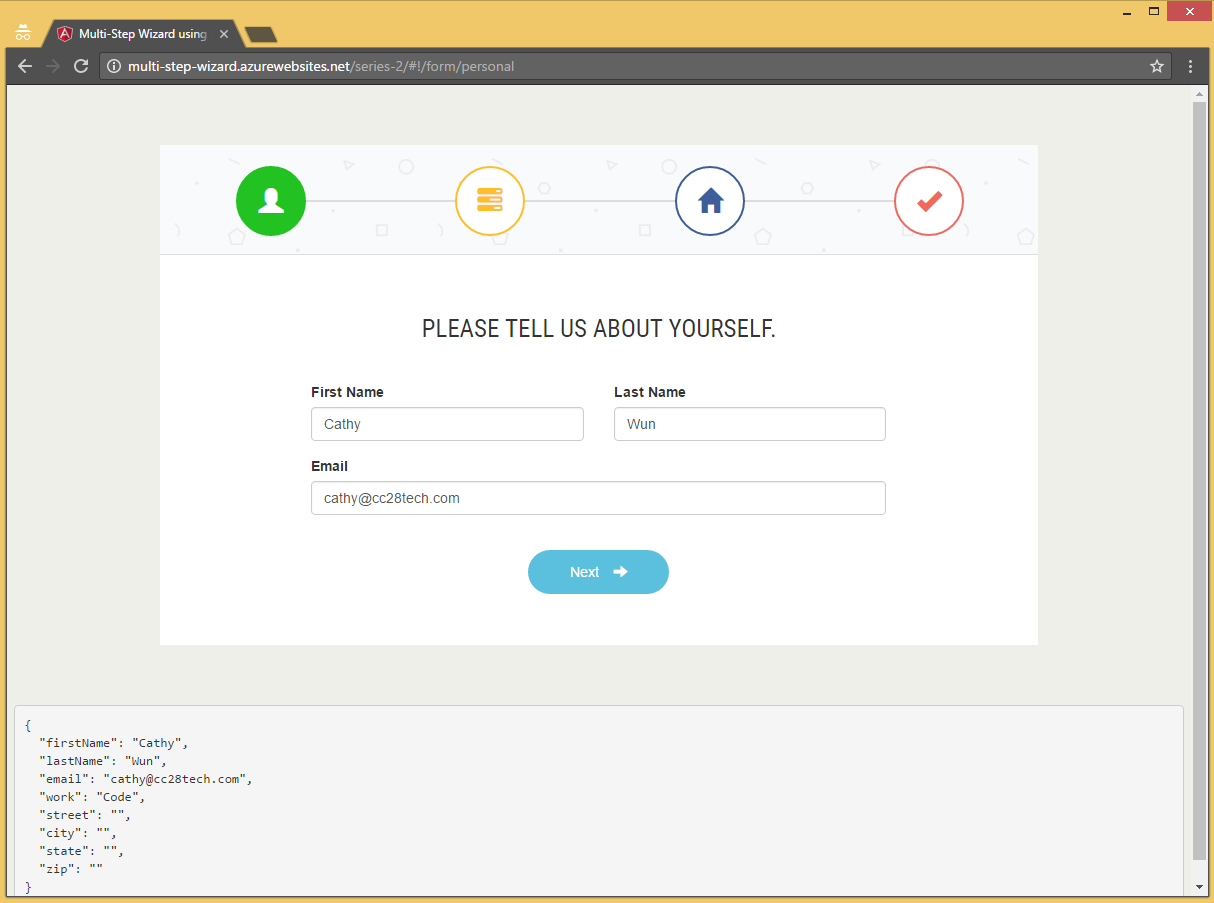 Multi-Step Wizard using
multi-step-wizard.azurewebsites.net/series-2/#!/form/personal
PLEASE TELL US ABOUT YOURSELF.
First Name Last Name
Cathy Wun
Email
cathy@cc28tech.com
Next
{
"firstName": "Cathy",
"lastName": "Wun",
"email": "cathy@cc28tech.com",
"work": "Code",
"street": "",
"city": "",
"state": "",
"zip": ""
}